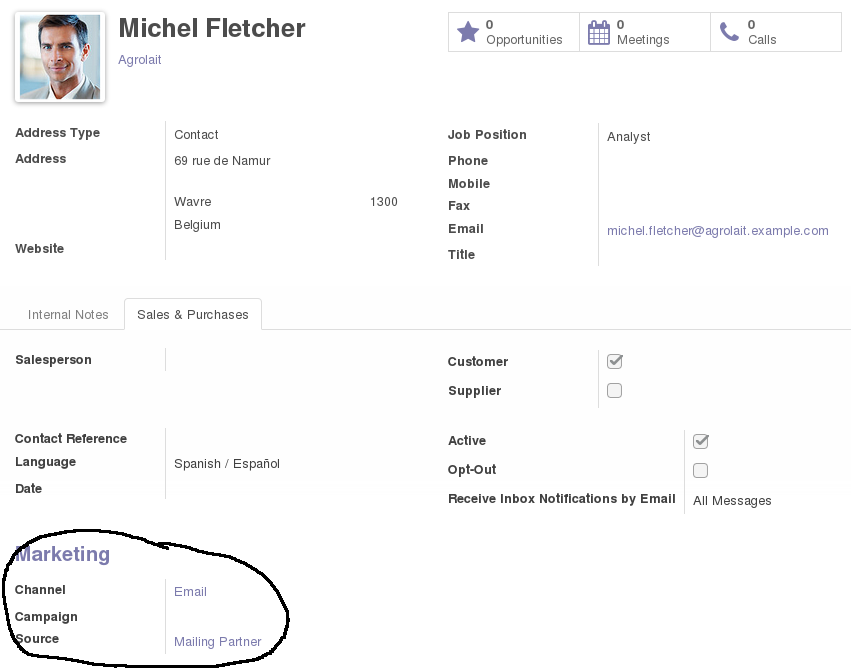 Michel Fletcher
Agrolait
0
Opportunities
0
Meetings
0
Calls
Address Type Contact
Address 69 rue de Namur
Wavre 1300
Belgium
Website
Job Position Analyst
Phone
Mobile
Fax
Email michel.fletcher@agrolait.example.com
Title
Internal Notes Sales & Purchases
Salesperson
Customer
Supplier
Contact Reference
Language Spanish / Español
Date
Active
Opt-Out
Receive Inbox Notifications by Email All Messages
Marketing
Channel Email
Campaign
Source Mailing Partner